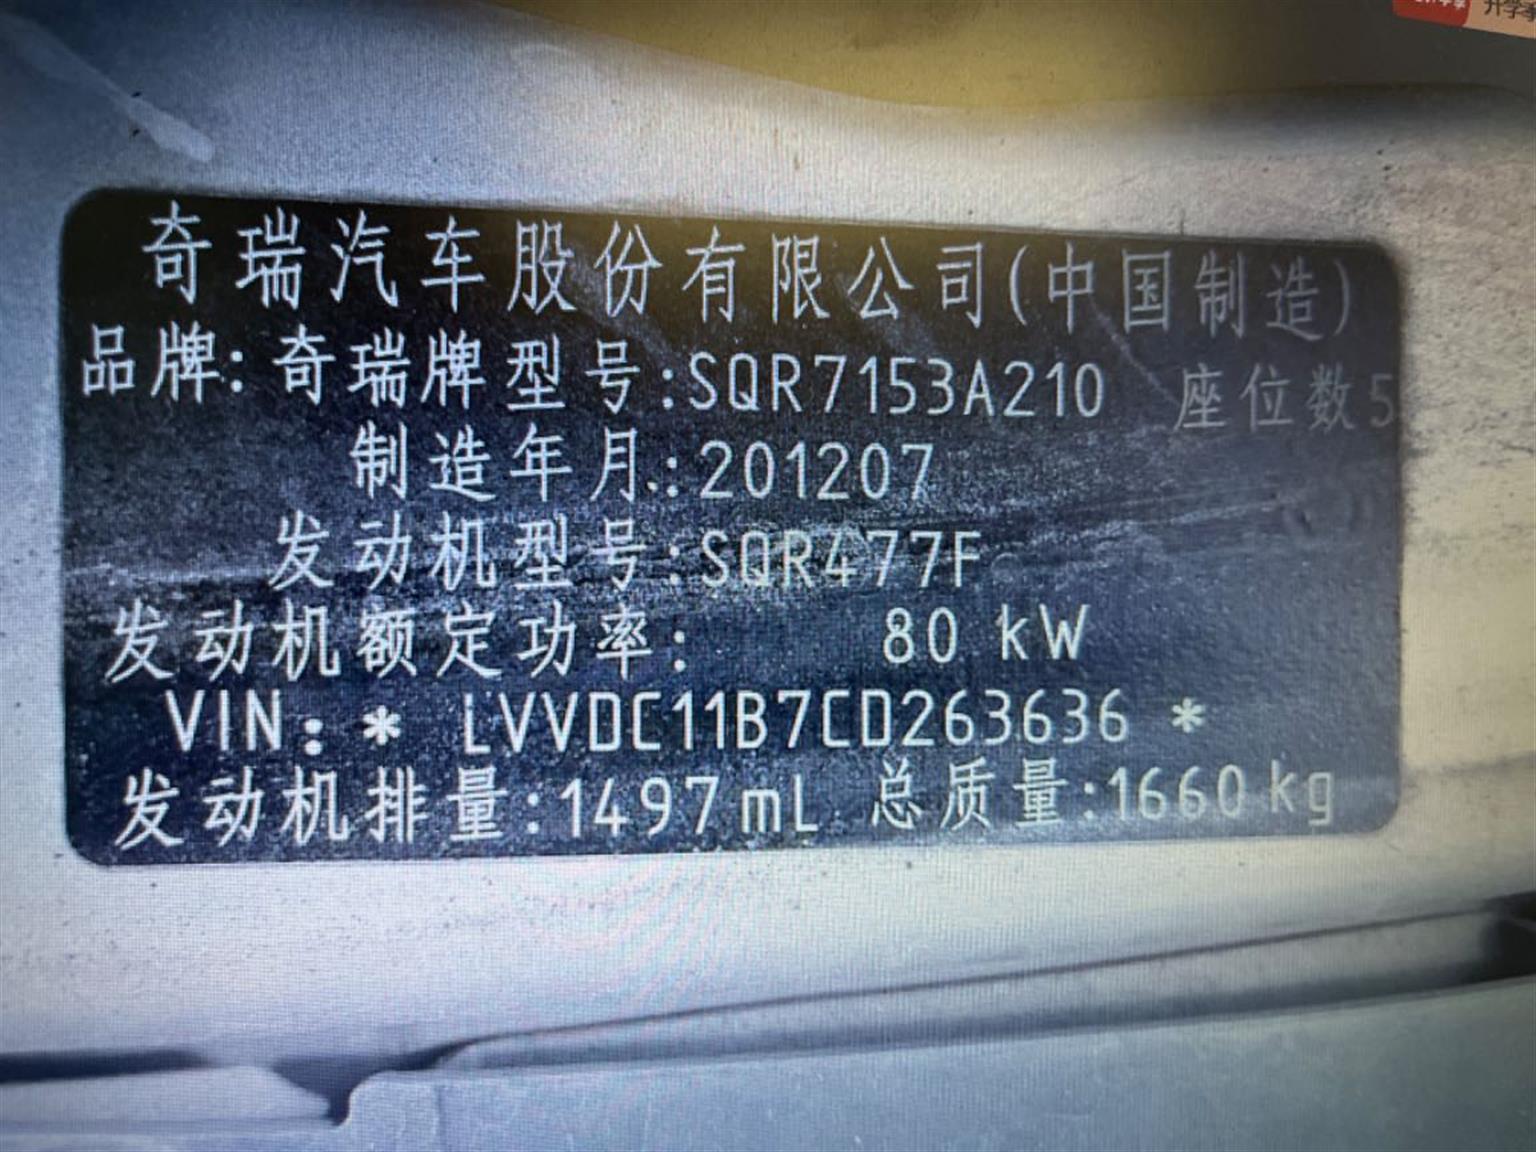 升学季
奇瑞汽车股份有限公司(中国制造)
品牌:奇瑞牌型号:SQR7153A210 座位数5
制造年月:201207
发动机型号:SQR477F
发动机额定功率: 80 kW
VIN:* LVVDC11B7CD263636 *
发动机排量:1497mL 总质量:1660kg